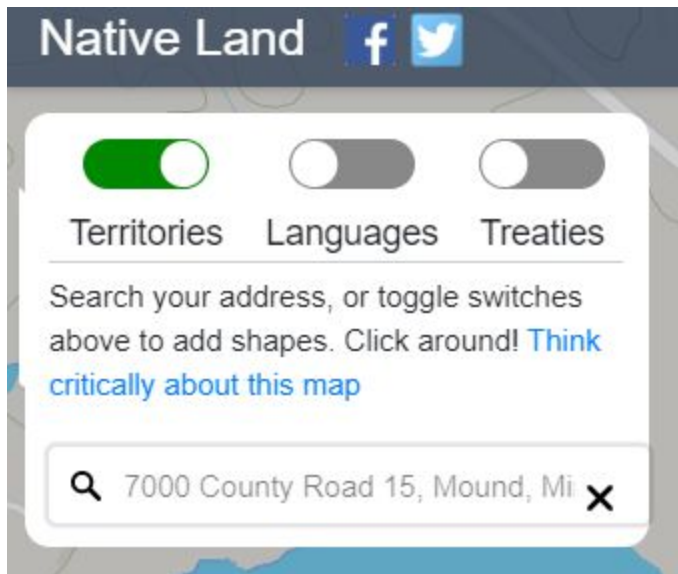 Native Land
Territories Languages Treaties
Search your address, or toggle switches
above to add shapes. Click around! Think
critically about this map
7000 County Road 15, Mound, Mi